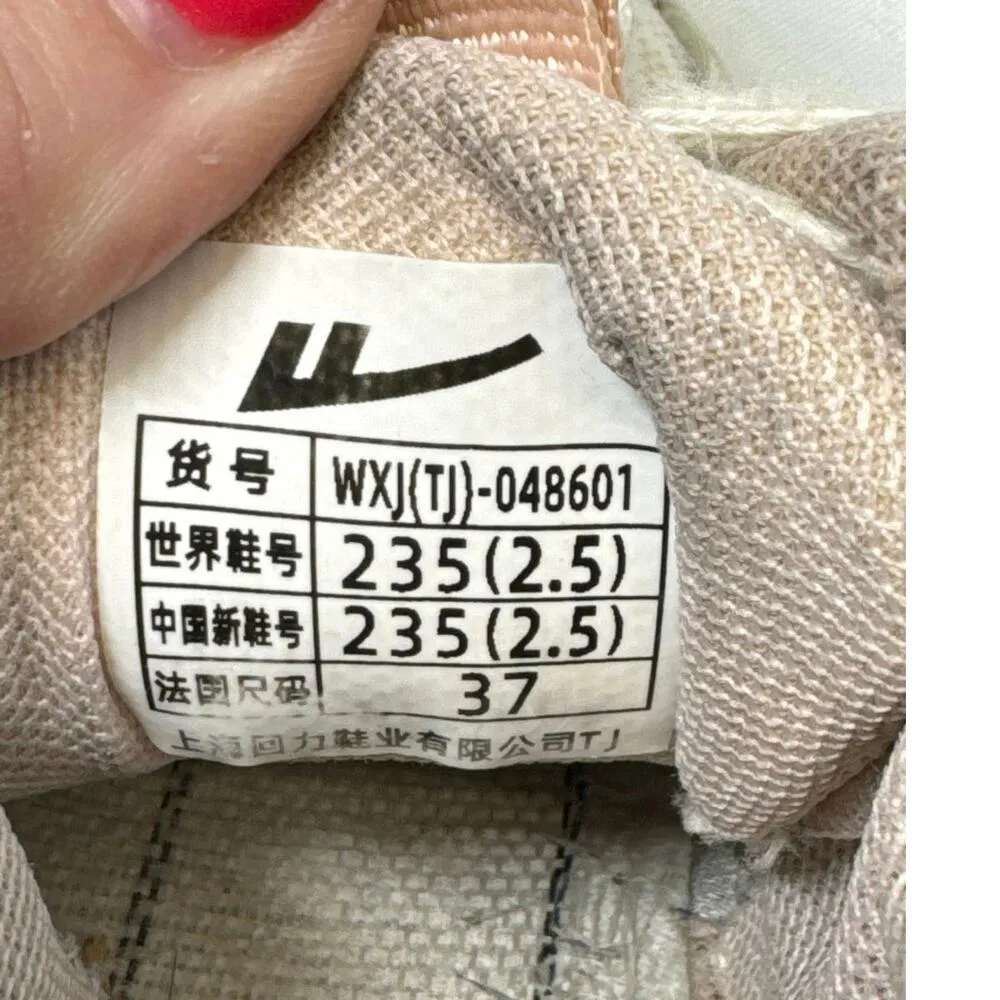 货号 WXJ(TJ)-048601
世界鞋号 235(2.5)
中国新鞋号 235(2.5)
法国尺码 37
上海回力鞋业有限公司TJ